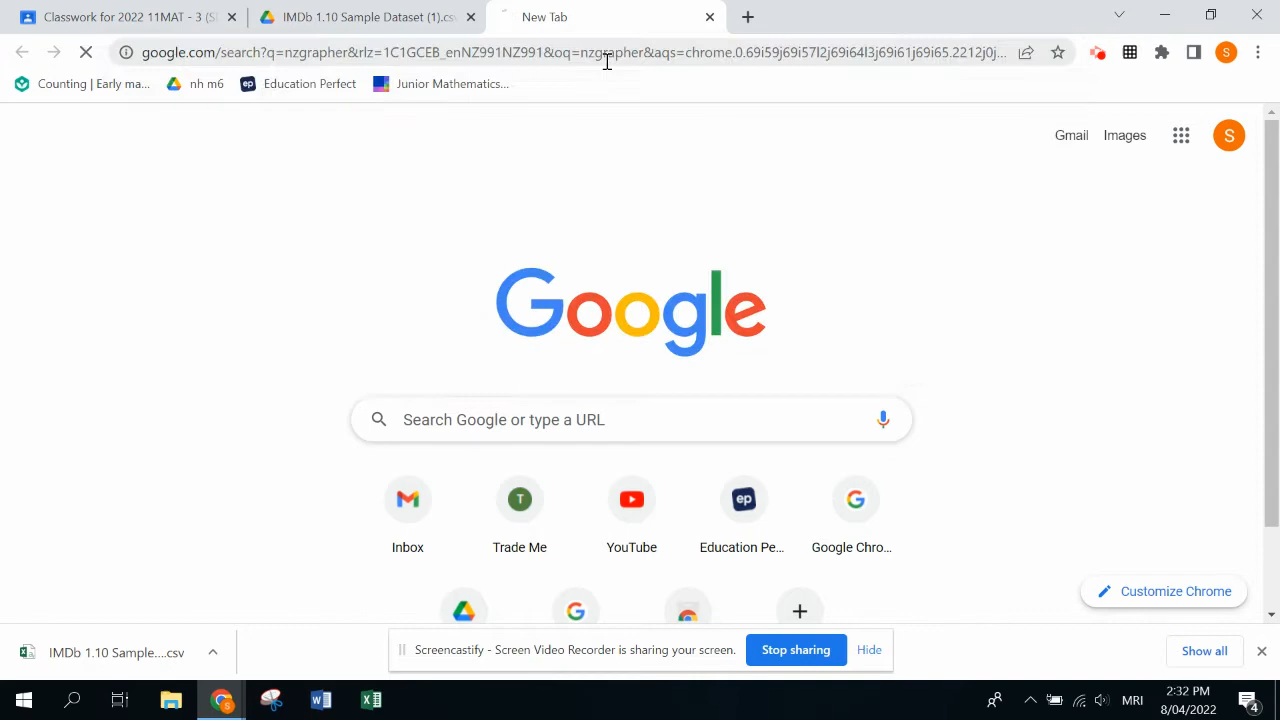 Classwork for 2022 11MAT - 3 (S
IMDb 1.10 Sample Dataset (1).cs
New Tab
google.com/search?q=nzgrapher&rlz=1C1GCEB_enNZ991NZ991&oq=nzgrapher&aqs=chrome.0.69i59j69i57l2j69i64l3j69i61j69i65.2212j0j...
Counting | Early ma...
nh m6
Education Perfect
Junior Mathematics...
Gmail
Images
S
Google
Search Google or type a URL
Inbox
Trade Me
YouTube
Education Pe...
Google Chro...
Customize Chrome
IMDb 1.10 Sample....csv
Screencastify - Screen Video Recorder is sharing your screen.
Stop sharing
Hide
Show all
MRI
2:32 PM
8/04/2022
4